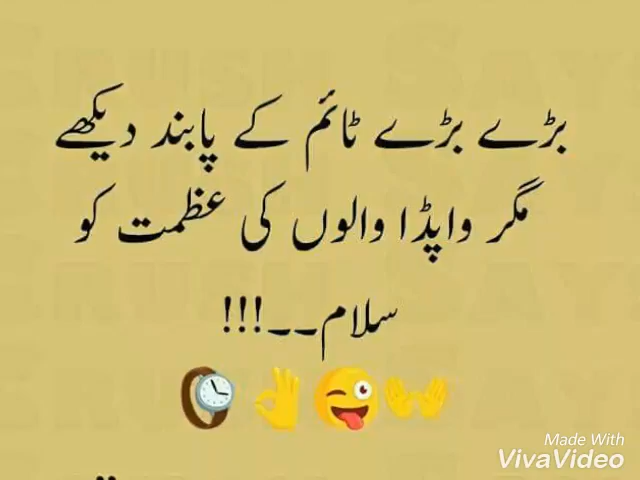 بڑے بڑے ٹائم کے پابند دیکھے
مگر واپڈا والوں کی عظمت کو
سلام۔۔!!!
Made With
VivaVideo